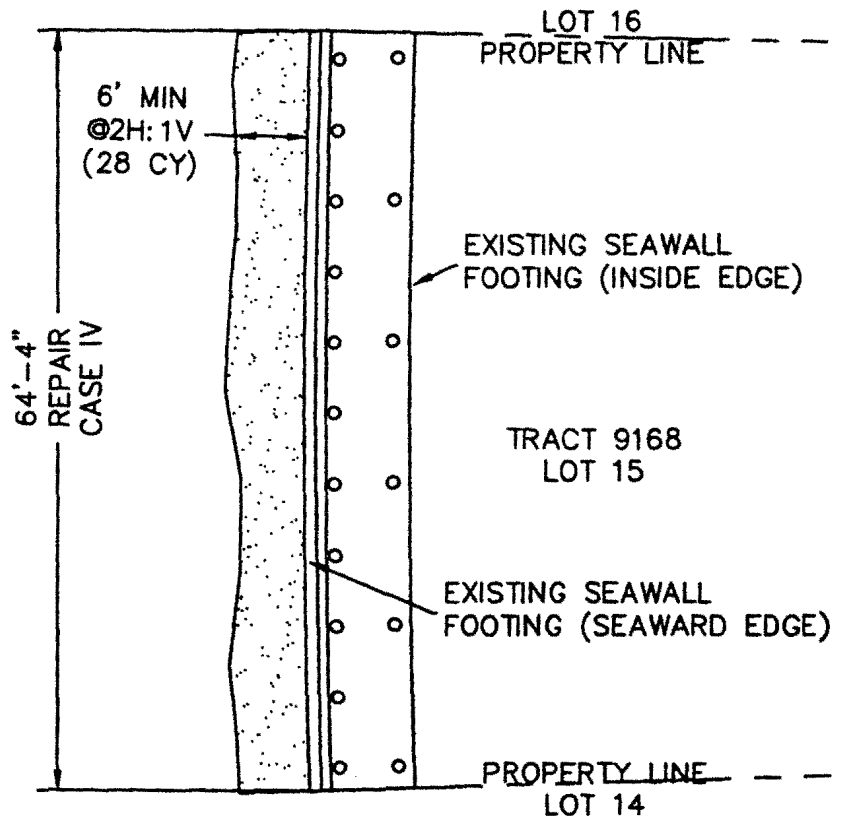 LOT 16
PROPERTY LINE
6' MIN
@2H:1V
(28 CY)
EXISTING SEAWALL
FOOTING (INSIDE EDGE)
64'-4"
REPAIR
CASE IV
TRACT 9168
LOT 15
EXISTING SEAWALL
FOOTING (SEAWARD EDGE)
PROPERTY LINE
LOT 14